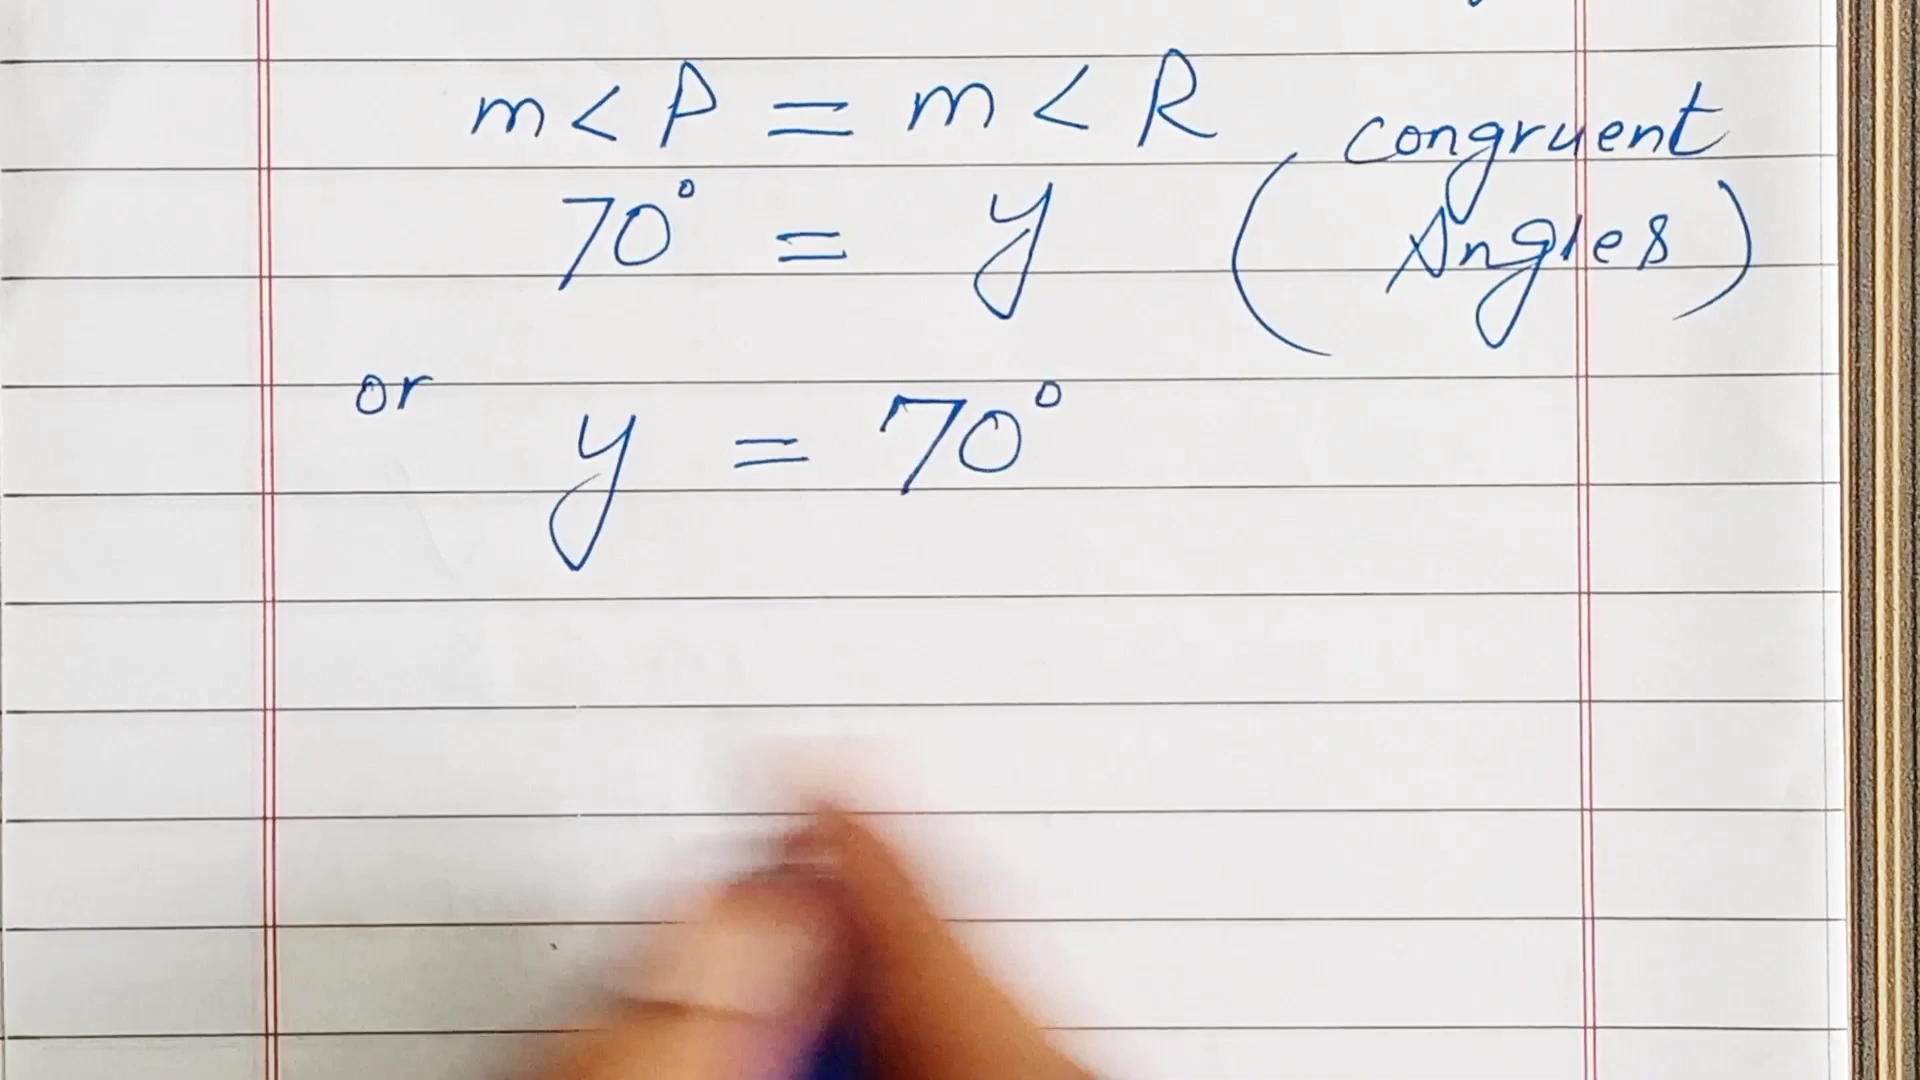 m < P = m < R
70° = y (congruent
Angles)
or
y = 70°